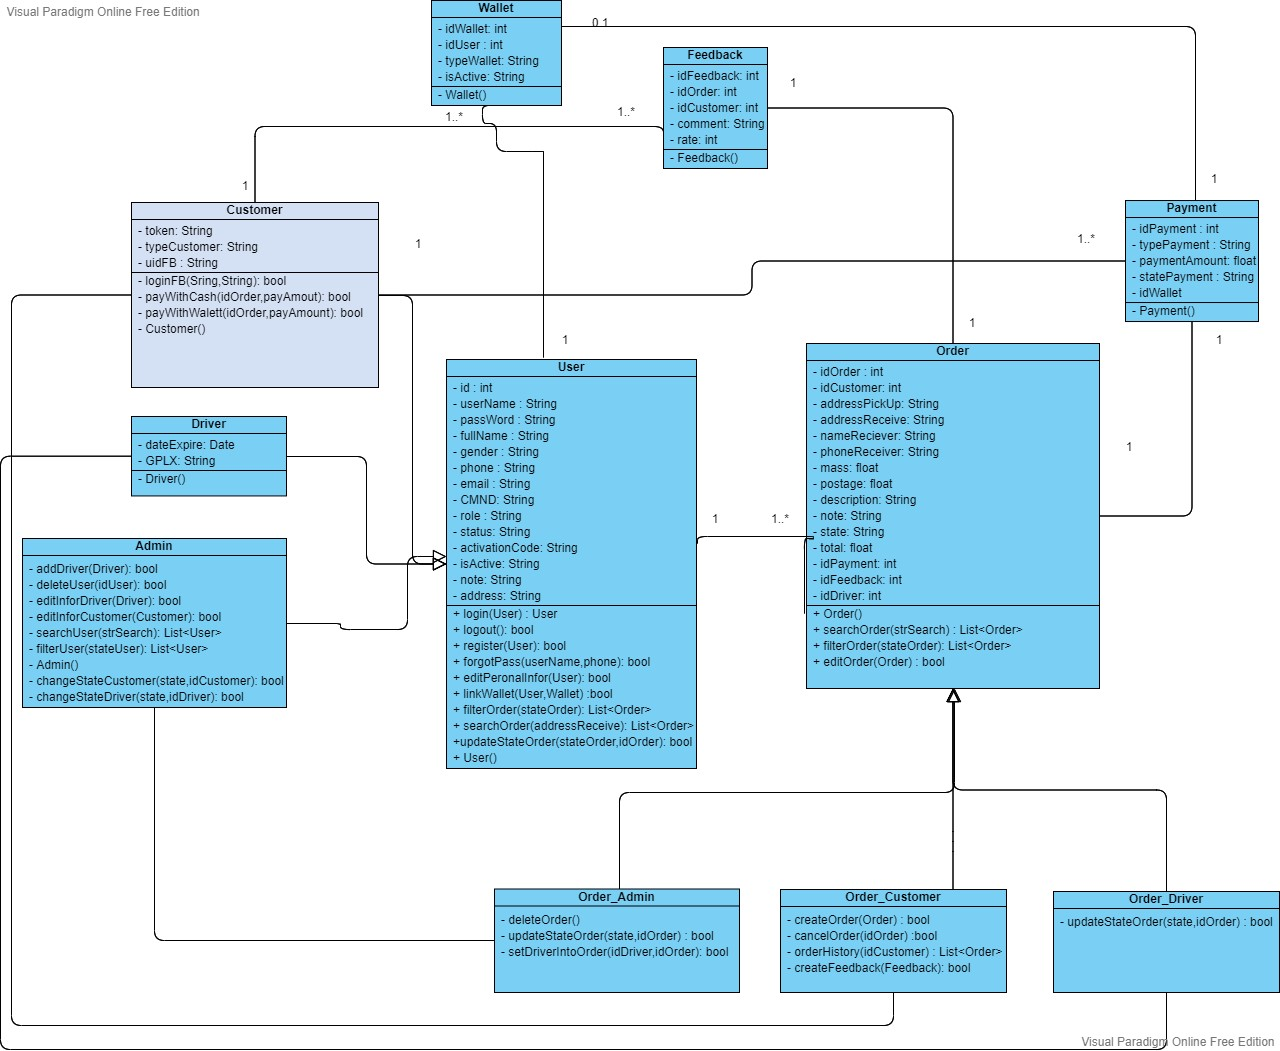 Visual Paradigm Online Free Edition
Wallet
- idWallet: int
- idUser : int
- typeWallet: String
- isActive: String
- Wallet()
0.1
1..*
Feedback
- idFeedback: int
- idOrder: int
- idCustomer: int
- comment: String
- rate: int
- Feedback()
1
1..*
1
Customer
- token: String
- typeCustomer: String
- uidFB : String
- loginFB(Sring,String): bool
- payWithCash(idOrder,payAmout): bool
- payWithWalett(idOrder,payAmount): bool
- Customer()
1
1
Payment
- idPayment : int
- typePayment : String
- paymentAmount: float
- statePayment : String
- idWallet
- Payment()
1..*
1
1
1
1
Driver
- dateExpire: Date
- GPLX: String
- Driver()
User
- id : int
- userName : String
- passWord : String
- fullName : String
- gender : String
- phone : String
- email : String
- CMND: String
- role : String
- status: String
- activationCode: String
- isActive: String
- note: String
- address: String
+ login(User) : User
+ logout(): bool
+ register(User): bool
+ forgotPass(userName,phone): bool
+ editPeronalInfor(User): bool
+ linkWallet(User,Wallet) :bool
+ filterOrder(stateOrder): List<Order>
+ searchOrder(addressReceive): List<Order>
+updateStateOrder(stateOrder,idOrder): bool
+ User()
1
1..*
Order
- idOrder : int
- idCustomer: int
- addressPickUp: String
- addressReceive: String
- nameReciever: String
- phoneReceiver: String
- mass: float
- postage: float
- description: String
- note: String
- state: String
- total: float
- idPayment: int
- idFeedback: int
- idDriver: int
+ Order()
+ searchOrder(strSearch) : List<Order>
+ filterOrder(stateOrder): List<Order>
+ editOrder(Order) : bool
Admin
- addDriver(Driver): bool
- deleteUser(idUser): bool
- editInforDriver(Driver): bool
- editInforCustomer(Customer): bool
- searchUser(strSearch): List<User>
- filterUser(stateUser): List<User>
- Admin()
- changeStateCustomer(state,idCustomer): bool
- changeStateDriver(state,idDriver): bool
Order_Admin
- deleteOrder()
- updateStateOrder(state,idOrder) : bool
- setDriverIntoOrder(idDriver,idOrder): bool
Order_Customer
- createOrder(Order) : bool
- cancelOrder(idOrder) :bool
- orderHistory(idCustomer) : List<Order>
- createFeedback(Feedback): bool
Order_Driver
- updateStateOrder(state,idOrder) : bool
Visual Paradigm Online Free Edition